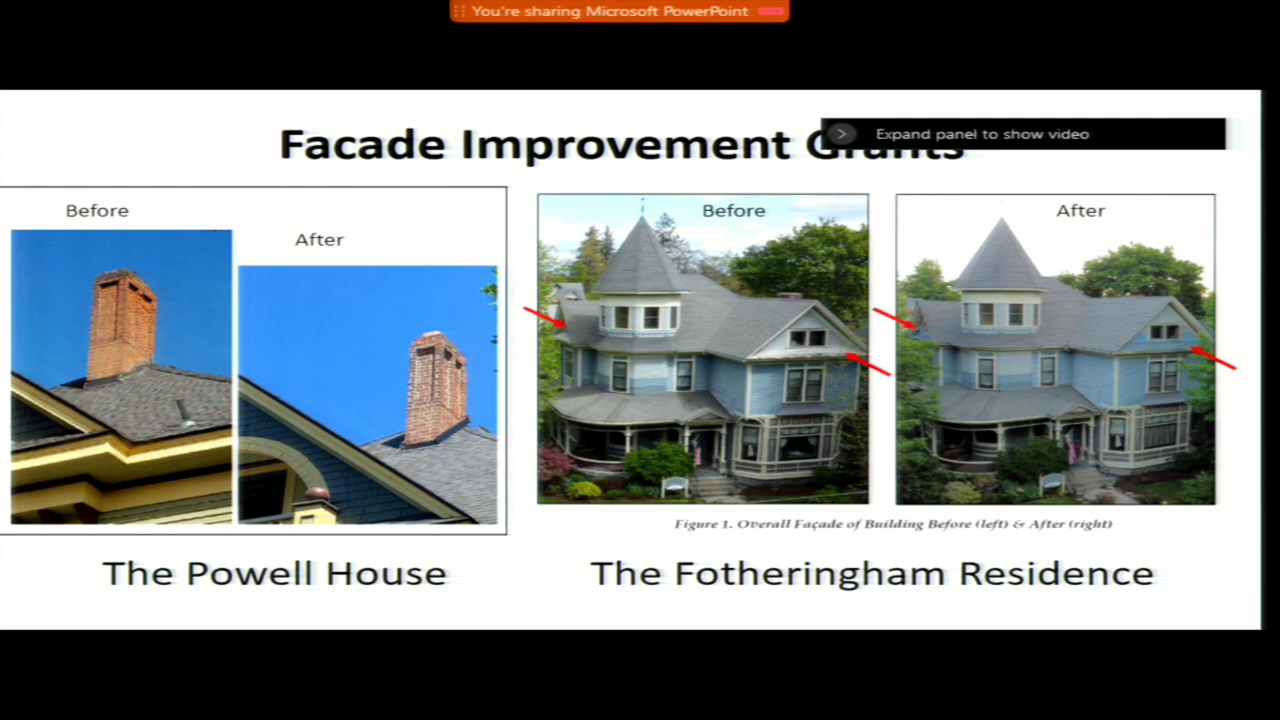 You're sharing Microsoft PowerPoint
Expand panel to show video
Facade Improvement Grants
Before
After
Before
After
Figure 1. Overall Façade of Building Before (left) & After (right)
The Powell House
The Fotheringham Residence